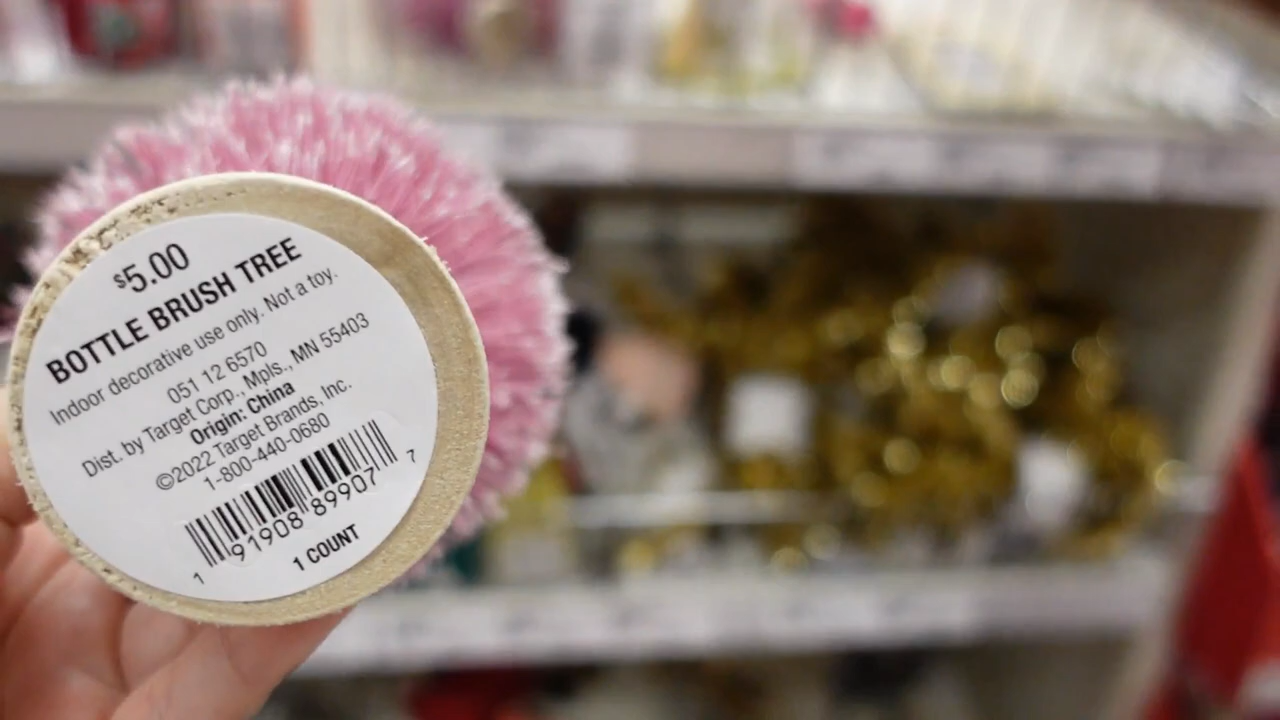 $5.00
BOTTLE BRUSH TREE
Indoor decorative use only. Not a toy.
051 12 6570
Dist. by Target Corp., Mpls., MN 55403
Origin: China
©2022 Target Brands, Inc.
1-800-440-0680
1 91908 89907 7
1 COUNT